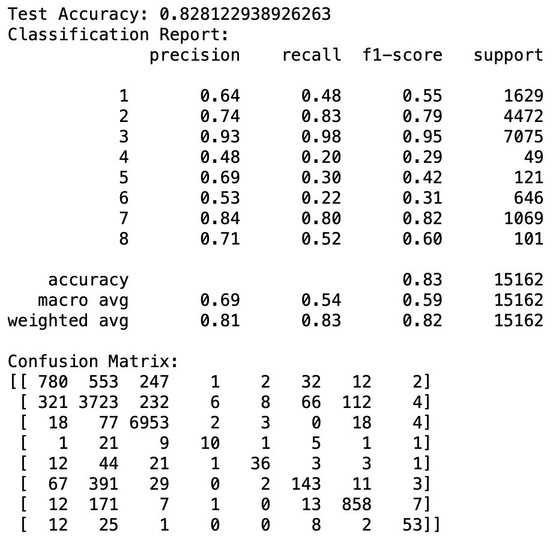 Test Accuracy: 0.828122938926263
Classification Report:
precision recall f1-score support
1 0.64 0.48 0.55 1629
2 0.74 0.83 0.79 4472
3 0.93 0.98 0.95 7075
4 0.48 0.20 0.29 49
5 0.69 0.30 0.42 121
6 0.53 0.22 0.31 646
7 0.84 0.80 0.82 1069
8 0.71 0.52 0.60 101
accuracy 0.83 15162
macro avg 0.69 0.54 0.59 15162
weighted avg 0.81 0.83 0.82 15162
Confusion Matrix:
[[ 780 553 247 1 2 32 12 2]
[ 321 3723 232 6 8 66 112 4]
[ 18 77 6953 2 3 0 18 4]
[ 1 21 9 10 1 5 1 1]
[ 12 44 21 1 36 3 3 1]
[ 67 391 29 0 2 143 11 3]
[ 12 171 7 1 0 13 858 7]
[ 12 25 1 0 0 8 2 53]]